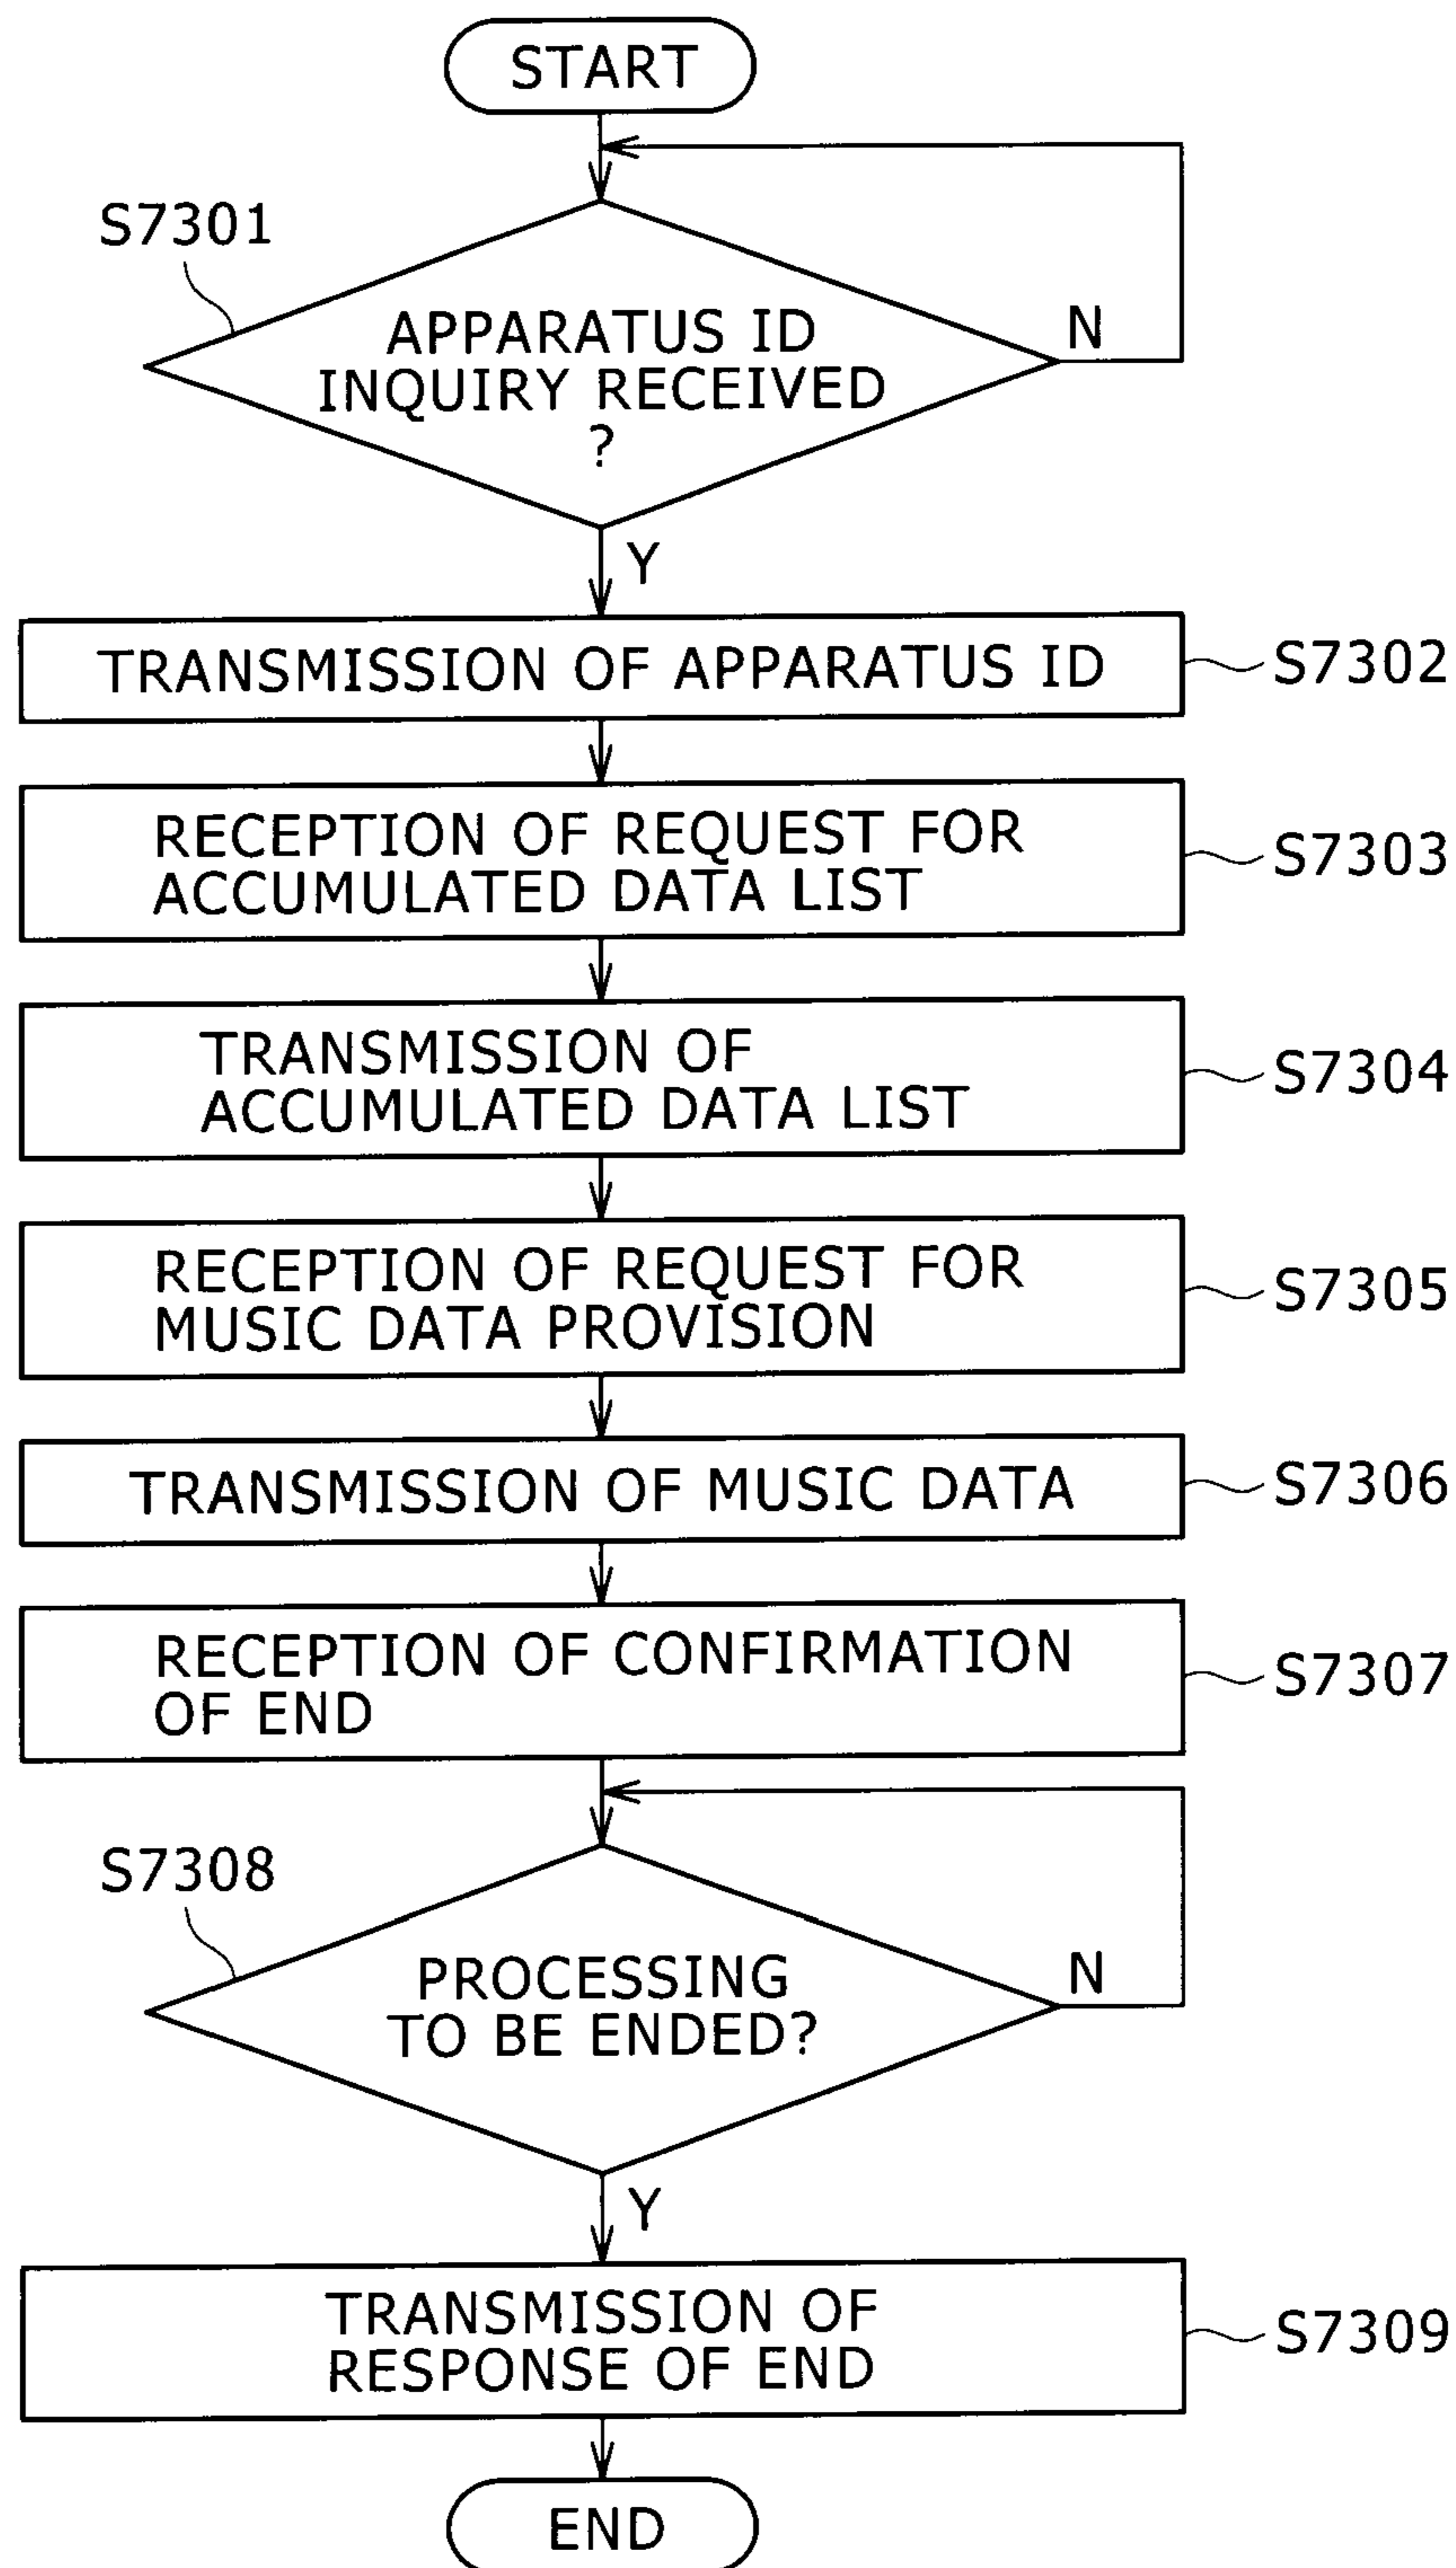 START
S7301
APPARATUS ID
INQUIRY RECEIVED
?
N
Y
TRANSMISSION OF APPARATUS ID
S7302
RECEPTION OF REQUEST FOR
ACCUMULATED DATA LIST
S7303
TRANSMISSION OF
ACCUMULATED DATA LIST
S7304
RECEPTION OF REQUEST FOR
MUSIC DATA PROVISION
S7305
TRANSMISSION OF MUSIC DATA
S7306
RECEPTION OF CONFIRMATION
OF END
S7307
S7308
PROCESSING
TO BE ENDED?
N
Y
TRANSMISSION OF
RESPONSE OF END
S7309
END